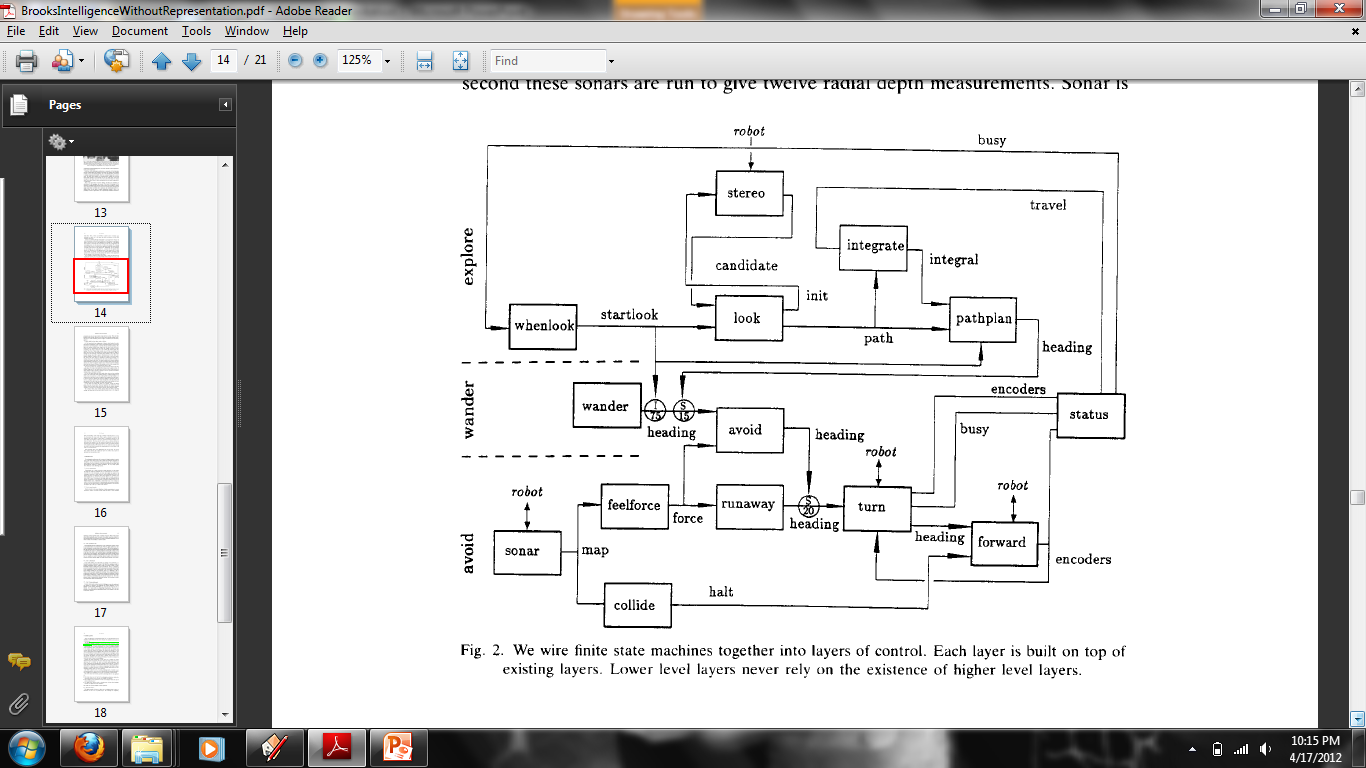 BrooksIntelligenceWithoutRepresentation.pdf - Adobe Reader
File Edit View Document Tools Window Help
14 / 21 125% Find
Pages
13
14
15
16
17
18
second these sonars are run to give twelve radial depth measurements. Sonar is
robot
busy
stereo
travel
explore
integrate
candidate
integral
init
whenlook
startlook
look
path
pathplan
heading
wander
wander
I
75
S
15
heading
avoid
heading
encoders
busy
status
robot
avoid
robot
sonar
map
feelforce
force
runaway
S
20
heading
turn
heading
robot
forward
encoders
collide
halt
Fig. 2. We wire finite state machines together into layers of control. Each layer is built on top of
existing layers. Lower level layers never rely on the existence of higher level layers.
10:15 PM
4/17/2012